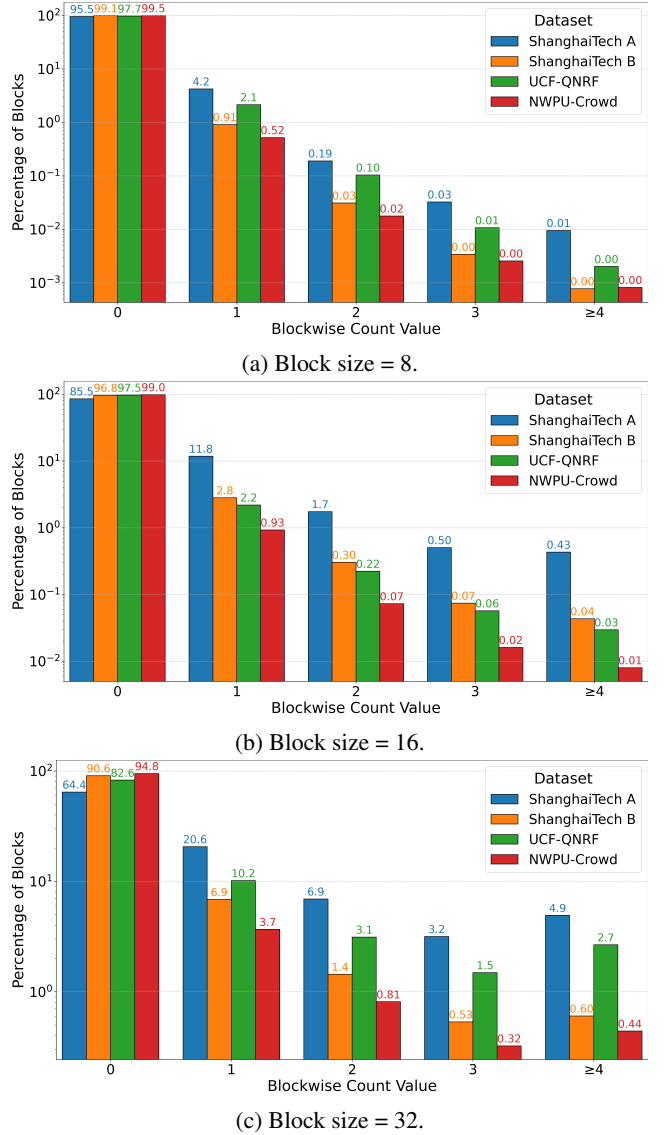 95.5 99.1 97.7 99.5
10^2
10^1
10^0
10^-1
10^-2
10^-3
Percentage of Blocks
4.2 0.91 2.1 0.52
0.19 0.03 0.10 0.02
0.03 0.00 0.01 0.00
0.01 0.00 0.00 0.00
Dataset
ShanghaiTech A
ShanghaiTech B
UCF-QNRF
NWPU-Crowd
0 1 2 3 ≥4
Blockwise Count Value
(a) Block size = 8.
85.5 96.8 97.5 99.0
10^2
10^1
10^0
10^-1
10^-2
Percentage of Blocks
11.8 2.8 2.2 0.93
1.7 0.30 0.22 0.07
0.50 0.07 0.06 0.02
0.43 0.04 0.03 0.01
Dataset
ShanghaiTech A
ShanghaiTech B
UCF-QNRF
NWPU-Crowd
0 1 2 3 ≥4
Blockwise Count Value
(b) Block size = 16.
64.4 90.6 82.6 94.8
10^2
10^1
10^0
Percentage of Blocks
20.6 6.9 10.2 3.7
6.9 1.4 3.1 0.81
3.2 0.53 1.5 0.32
4.9 0.60 2.7 0.44
Dataset
ShanghaiTech A
ShanghaiTech B
UCF-QNRF
NWPU-Crowd
0 1 2 3 ≥4
Blockwise Count Value
(c) Block size = 32.